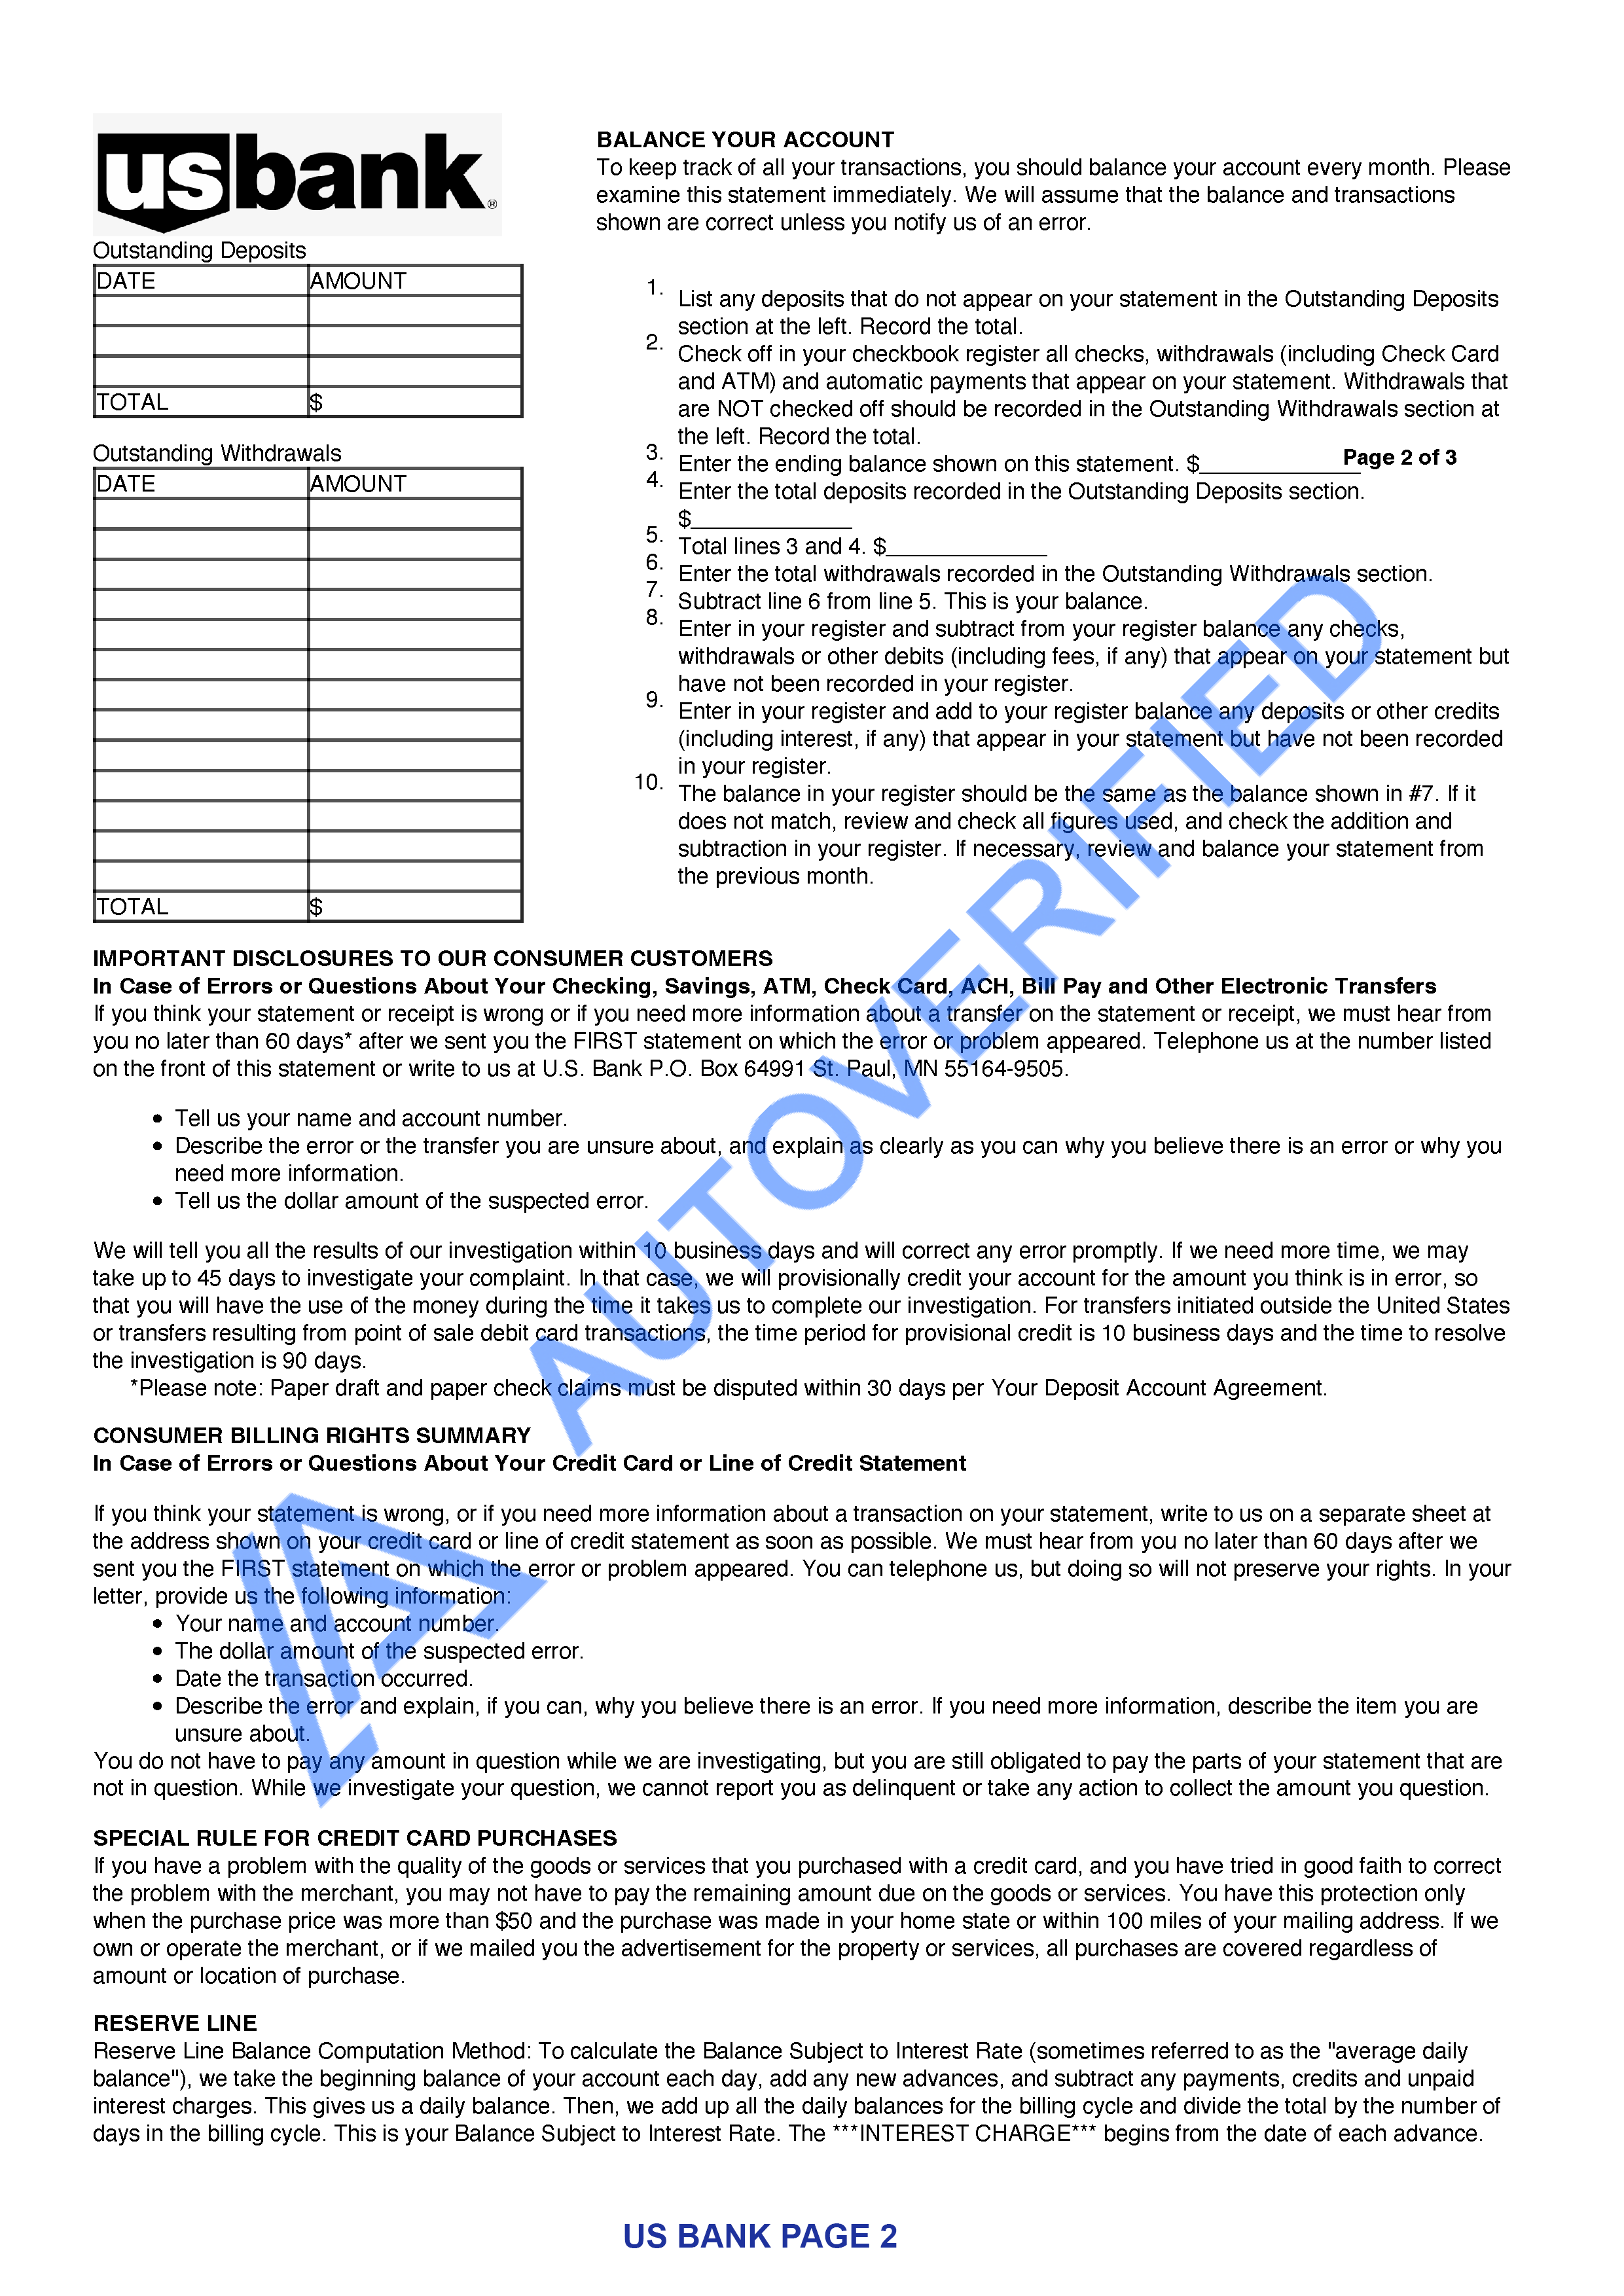 usbank®
Outstanding Deposits
DATE AMOUNT
TOTAL $
Outstanding Withdrawals
DATE AMOUNT
TOTAL $
BALANCE YOUR ACCOUNT
To keep track of all your transactions, you should balance your account every month. Please
examine this statement immediately. We will assume that the balance and transactions
shown are correct unless you notify us of an error.
1. List any deposits that do not appear on your statement in the Outstanding Deposits
section at the left. Record the total.
2. Check off in your checkbook register all checks, withdrawals (including Check Card
and ATM) and automatic payments that appear on your statement. Withdrawals that
are NOT checked off should be recorded in the Outstanding Withdrawals section at
the left. Record the total.
3. Enter the ending balance shown on this statement. $_____________
Page 2 of 3
4. Enter the total deposits recorded in the Outstanding Deposits section.
$_____________
5. Total lines 3 and 4. $_____________
6. Enter the total withdrawals recorded in the Outstanding Withdrawals section.
7. Subtract line 6 from line 5. This is your balance.
8. Enter in your register and subtract from your register balance any checks,
withdrawals or other debits (including fees, if any) that appear on your statement but
have not been recorded in your register.
9. Enter in your register and add to your register balance any deposits or other credits
(including interest, if any) that appear in your statement but have not been recorded
in your register.
10. The balance in your register should be the same as the balance shown in #7. If it
does not match, review and check all figures used, and check the addition and
subtraction in your register. If necessary, review and balance your statement from
the previous month.
IMPORTANT DISCLOSURES TO OUR CONSUMER CUSTOMERS
In Case of Errors or Questions About Your Checking, Savings, ATM, Check Card, ACH, Bill Pay and Other Electronic Transfers
If you think your statement or receipt is wrong or if you need more information about a transfer on the statement or receipt, we must hear from
you no later than 60 days* after we sent you the FIRST statement on which the error or problem appeared. Telephone us at the number listed
on the front of this statement or write to us at U.S. Bank P.O. Box 64991 St. Paul, MN 55164-9505.
• Tell us your name and account number.
• Describe the error or the transfer you are unsure about, and explain as clearly as you can why you believe there is an error or why you
need more information.
• Tell us the dollar amount of the suspected error.
We will tell you all the results of our investigation within 10 business days and will correct any error promptly. If we need more time, we may
take up to 45 days to investigate your complaint. In that case, we will provisionally credit your account for the amount you think is in error, so
that you will have the use of the money during the time it takes us to complete our investigation. For transfers initiated outside the United States
or transfers resulting from point of sale debit card transactions, the time period for provisional credit is 10 business days and the time to resolve
the investigation is 90 days.
*Please note: Paper draft and paper check claims must be disputed within 30 days per Your Deposit Account Agreement.
CONSUMER BILLING RIGHTS SUMMARY
In Case of Errors or Questions About Your Credit Card or Line of Credit Statement
If you think your statement is wrong, or if you need more information about a transaction on your statement, write to us on a separate sheet at
the address shown on your credit card or line of credit statement as soon as possible. We must hear from you no later than 60 days after we
sent you the FIRST statement on which the error or problem appeared. You can telephone us, but doing so will not preserve your rights. In your
letter, provide us the following information:
• Your name and account number.
• The dollar amount of the suspected error.
• Date the transaction occurred.
• Describe the error and explain, if you can, why you believe there is an error. If you need more information, describe the item you are
unsure about.
You do not have to pay any amount in question while we are investigating, but you are still obligated to pay the parts of your statement that are
not in question. While we investigate your question, we cannot report you as delinquent or take any action to collect the amount you question.
SPECIAL RULE FOR CREDIT CARD PURCHASES
If you have a problem with the quality of the goods or services that you purchased with a credit card, and you have tried in good faith to correct
the problem with the merchant, you may not have to pay the remaining amount due on the goods or services. You have this protection only
when the purchase price was more than $50 and the purchase was made in your home state or within 100 miles of your mailing address. If we
own or operate the merchant, or if we mailed you the advertisement for the property or services, all purchases are covered regardless of
amount or location of purchase.
RESERVE LINE
Reserve Line Balance Computation Method: To calculate the Balance Subject to Interest Rate (sometimes referred to as the "average daily
balance"), we take the beginning balance of your account each day, add any new advances, and subtract any payments, credits and unpaid
interest charges. This gives us a daily balance. Then, we add up all the daily balances for the billing cycle and divide the total by the number of
days in the billing cycle. This is your Balance Subject to Interest Rate. The ***INTEREST CHARGE*** begins from the date of each advance.
AUTOVERIFIED
US BANK PAGE 2